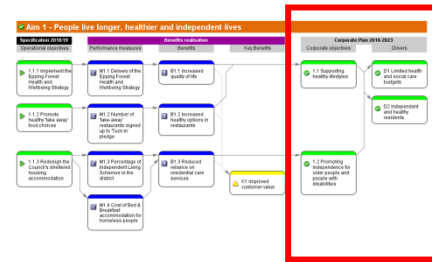 Aim 1 - People live longer, healthier and independent lives
Specification 2018/19
Benefits realisation
Corporate Plan 2018-2023
Operational objectives
Performance measures
Benefits
Key Benefits
Corporate objectives
Drivers
1.1.1 Implement the
Epping Forest
Health and
Wellbeing Strategy
M1.1 Delivery of the
Epping Forest
Health and
Wellbeing Strategy
B1.1 Increased
quality of life
1.1 Supporting
healthy lifestyles
D1 Limited health
and social care
budgets
1.1.2 Promote
healthy Take away/
food choices
M1.2 Number of
Take-away/
restaurants signed
up to 'Tuck In'
pledge
B1.2 Increased
healthy options in
restaurants
D2 Independent
and healthy
residents
1.1.3 Redesign the
Council's sheltered
housing
accommodation
M1.3 Percentage of
Independent Living
Schemes in the
district
B1.3 Reduced
reliance on
residential care
services
1.2 Promoting
independence for
older people and
people with
disabilities
K1 Improved
customer value
M1.4 Cost of Bed &
Breakfast
accommodation for
homeless people